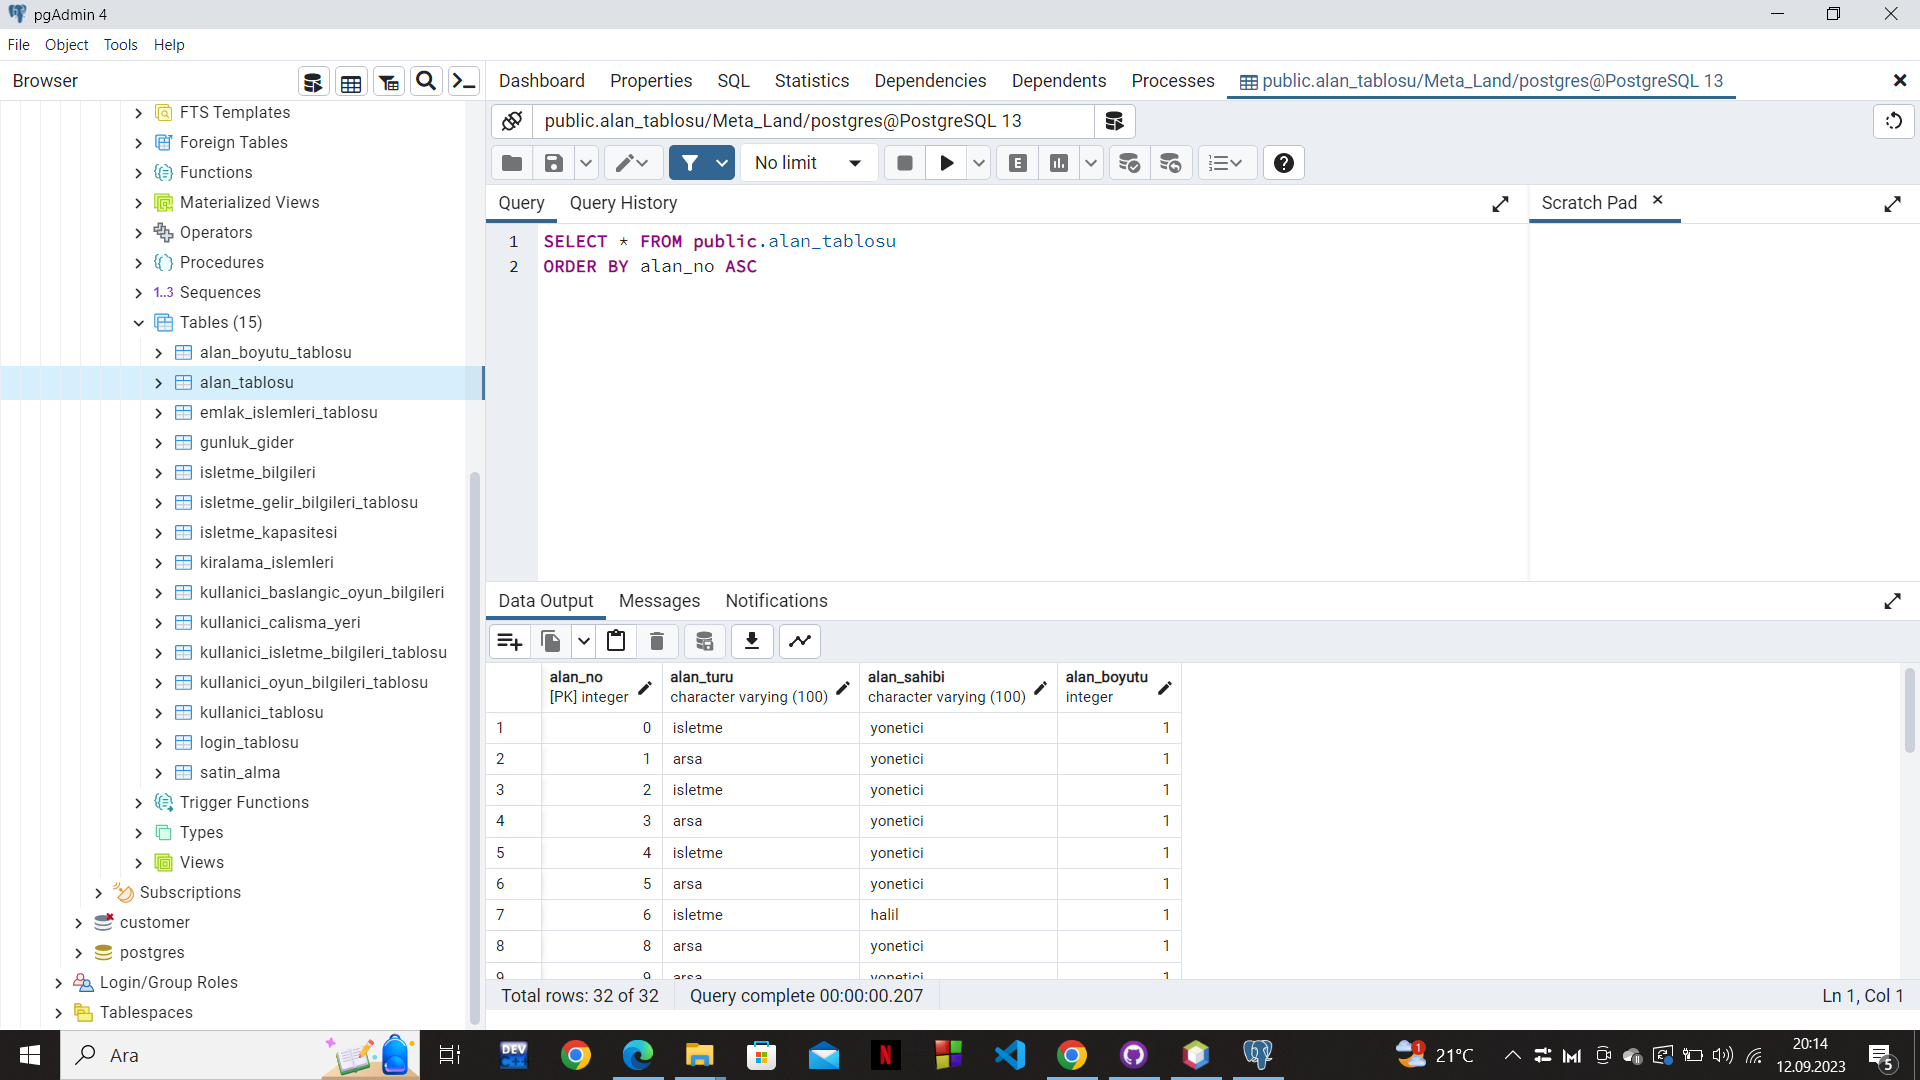 pgAdmin 4
File Object Tools Help
Browser
Dashboard Properties SQL Statistics Dependencies Dependents Processes public.alan_tablosu/Meta_Land/postgres@PostgreSQL 13
FTS Templates
Foreign Tables
Functions
Materialized Views
Operators
Procedures
1..3 Sequences
Tables (15)
alan_boyutu_tablosu
alan_tablosu
emlak_islemleri_tablosu
gunluk_gider
isletme_bilgileri
isletme_gelir_bilgileri_tablosu
isletme_kapasitesi
kiralama_islemleri
kullanici_baslangic_oyun_bilgileri
kullanici_calisma_yeri
kullanici_isletme_bilgileri_tablosu
kullanici_oyun_bilgileri_tablosu
kullanici_tablosu
login_tablosu
satin_alma
Trigger Functions
Types
Views
Subscriptions
customer
postgres
Login/Group Roles
Tablespaces
public.alan_tablosu/Meta_Land/postgres@PostgreSQL 13
No limit E
Query Query History Scratch Pad
1 SELECT * FROM public.alan_tablosu
2 ORDER BY alan_no ASC
Data Output Messages Notifications
alan_no alan_turu alan_sahibi alan_boyutu
[PK] integer character varying (100) character varying (100) integer
1 0 isletme yonetici 1
2 1 arsa yonetici 1
3 2 isletme yonetici 1
4 3 arsa yonetici 1
5 4 isletme yonetici 1
6 5 arsa yonetici 1
7 6 isletme halil 1
8 8 arsa yonetici 1
9 9 arsa yonetici 1
Total rows: 32 of 32 Query complete 00:00:00.207 Ln 1, Col 1
Ara DEV N 1 21°C 20:14
12.09.2023 5